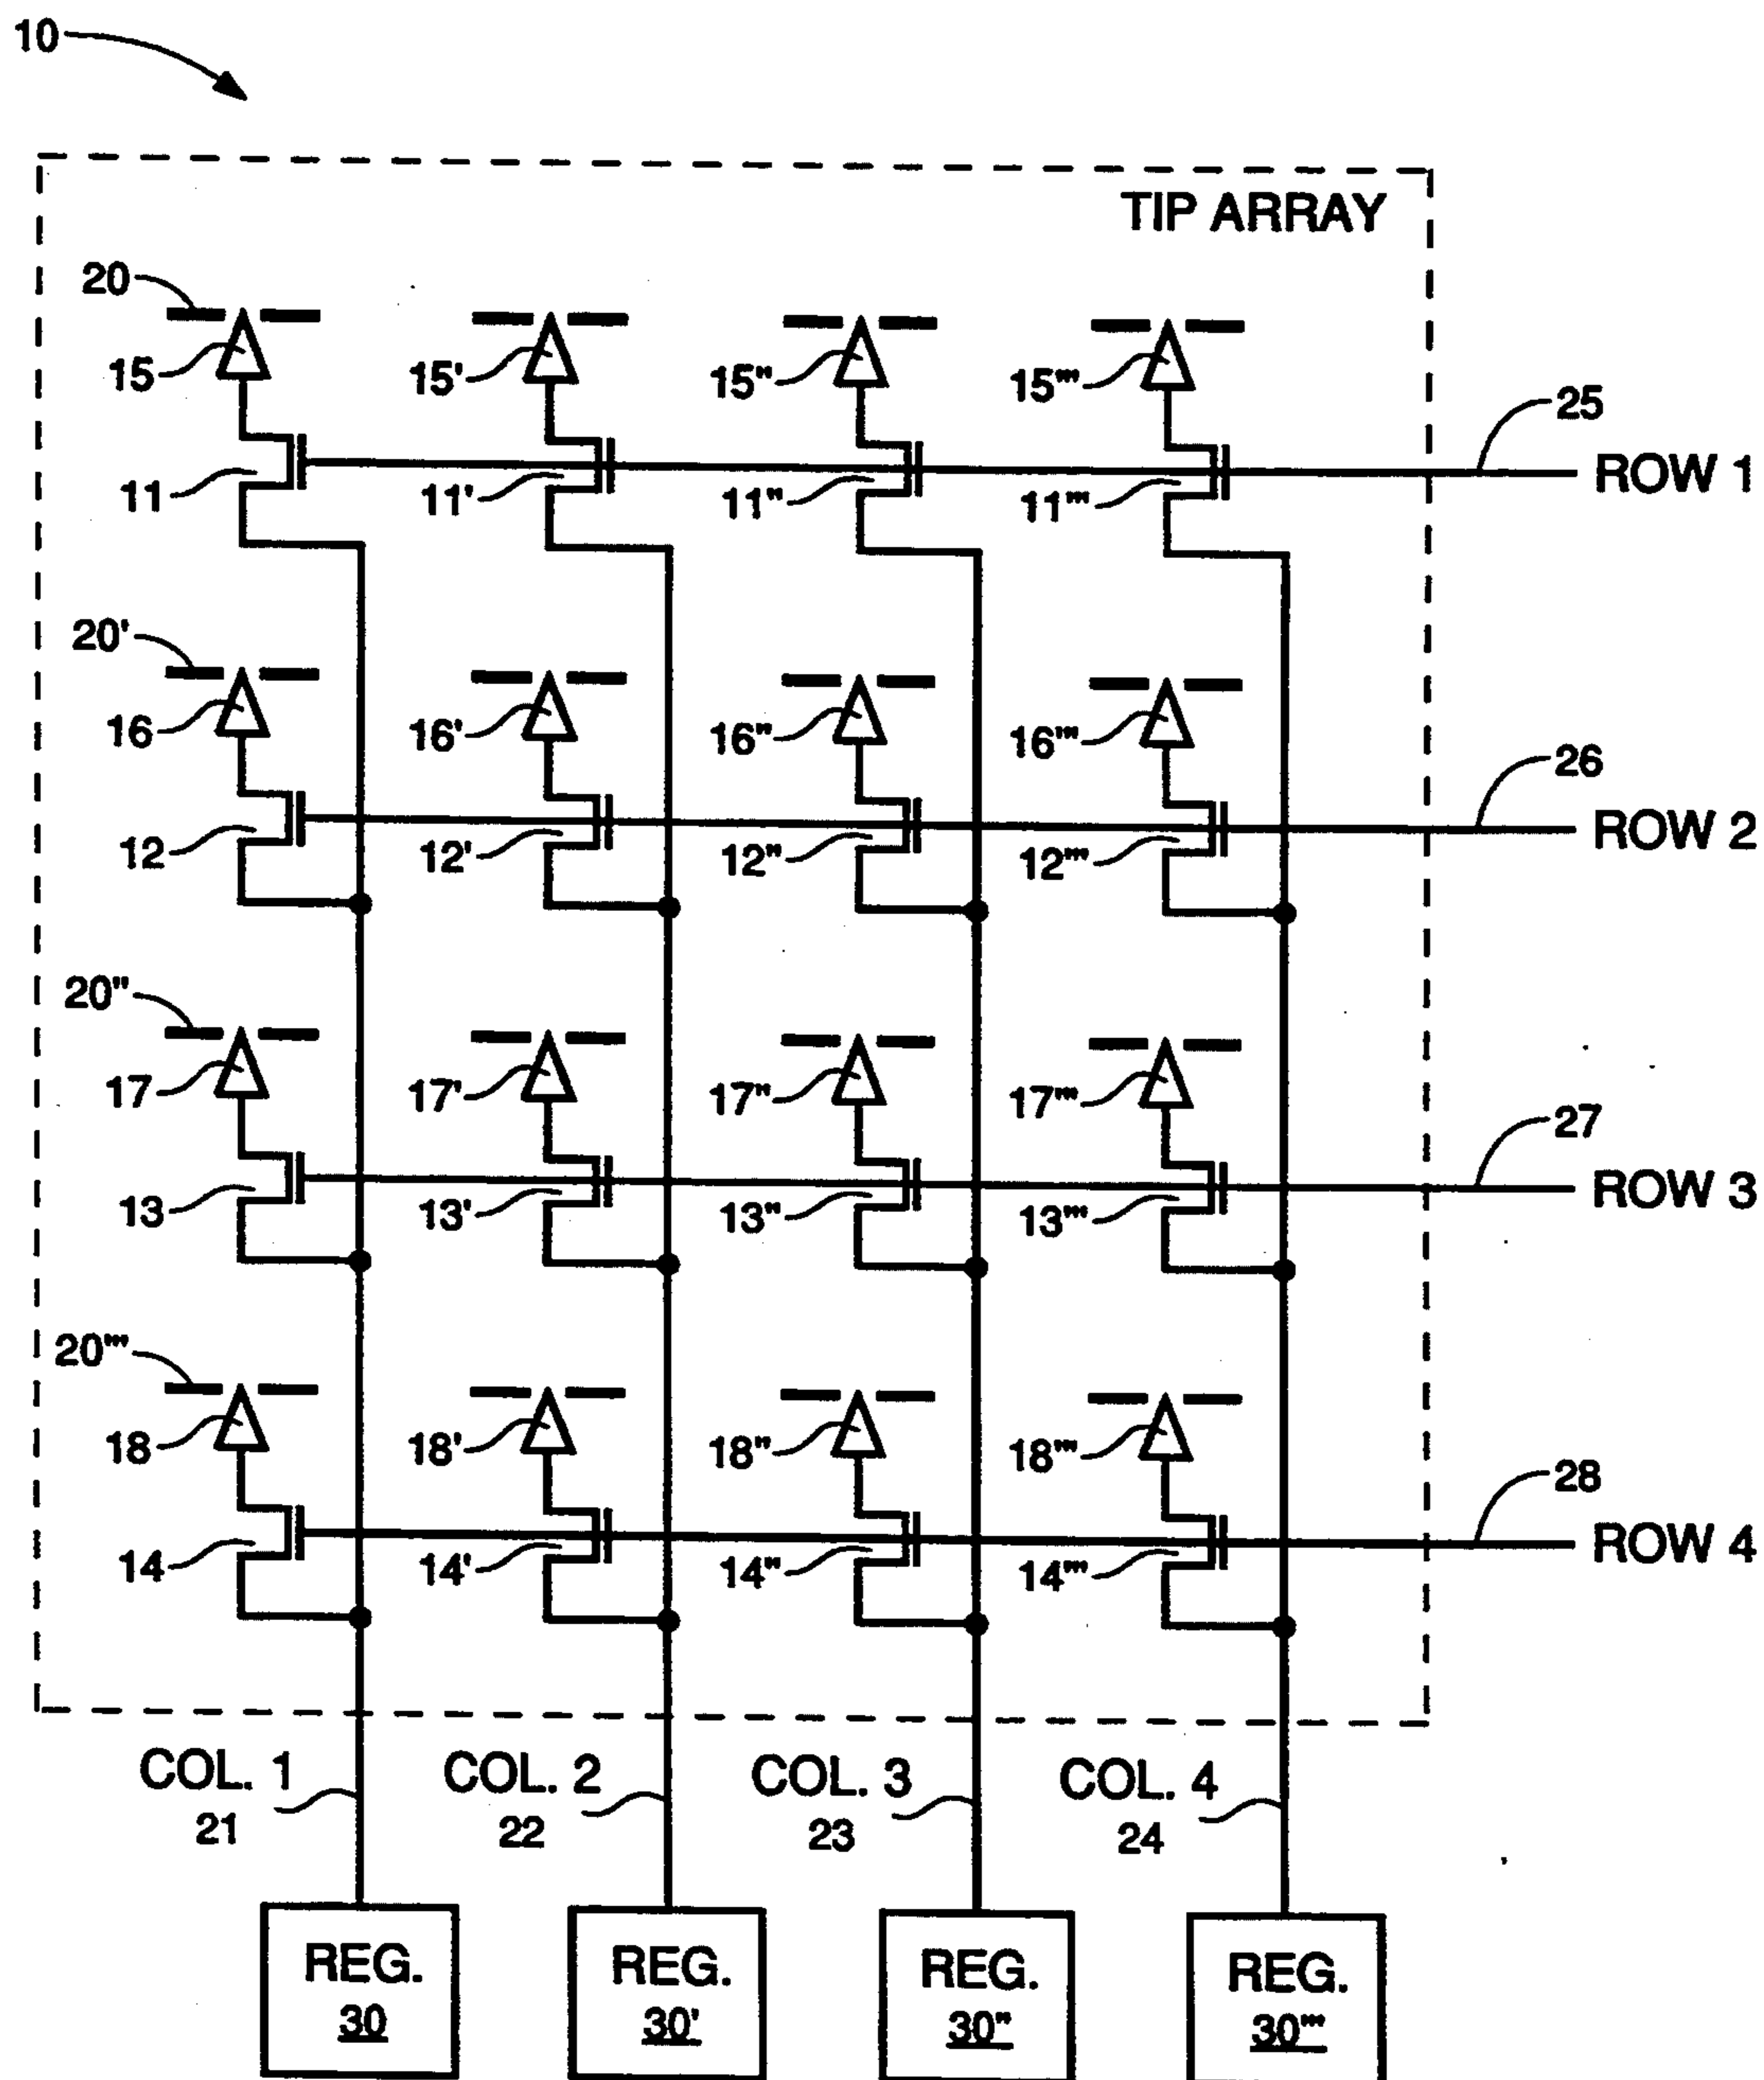 10
TIP ARRAY
20
15 15' 15" 15'''
25
11 11' 11" 11''' ROW 1
20'
16 16' 16" 16'''
26
12 12' 12" 12''' ROW 2
20"
17 17' 17" 17'''
27
13 13' 13" 13''' ROW 3
20'''
18 18' 18" 18'''
28
14 14' 14" 14''' ROW 4
COL. 1 COL. 2 COL. 3 COL. 4
21 22 23 24
REG. REG. REG. REG.
30 30' 30" 30'''